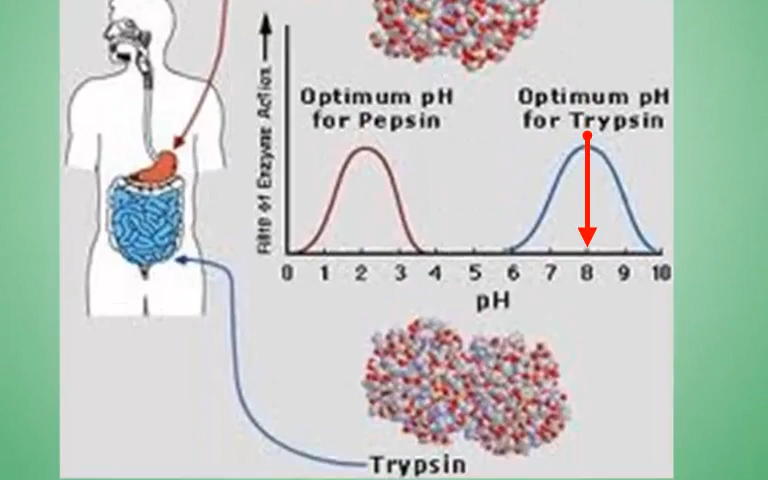 Optimum pH
for Pepsin
Optimum pH
for Trypsin
Rate of Enzyme Action
0 1 2 3 4 5 6 7 8 9 10
pH
Trypsin